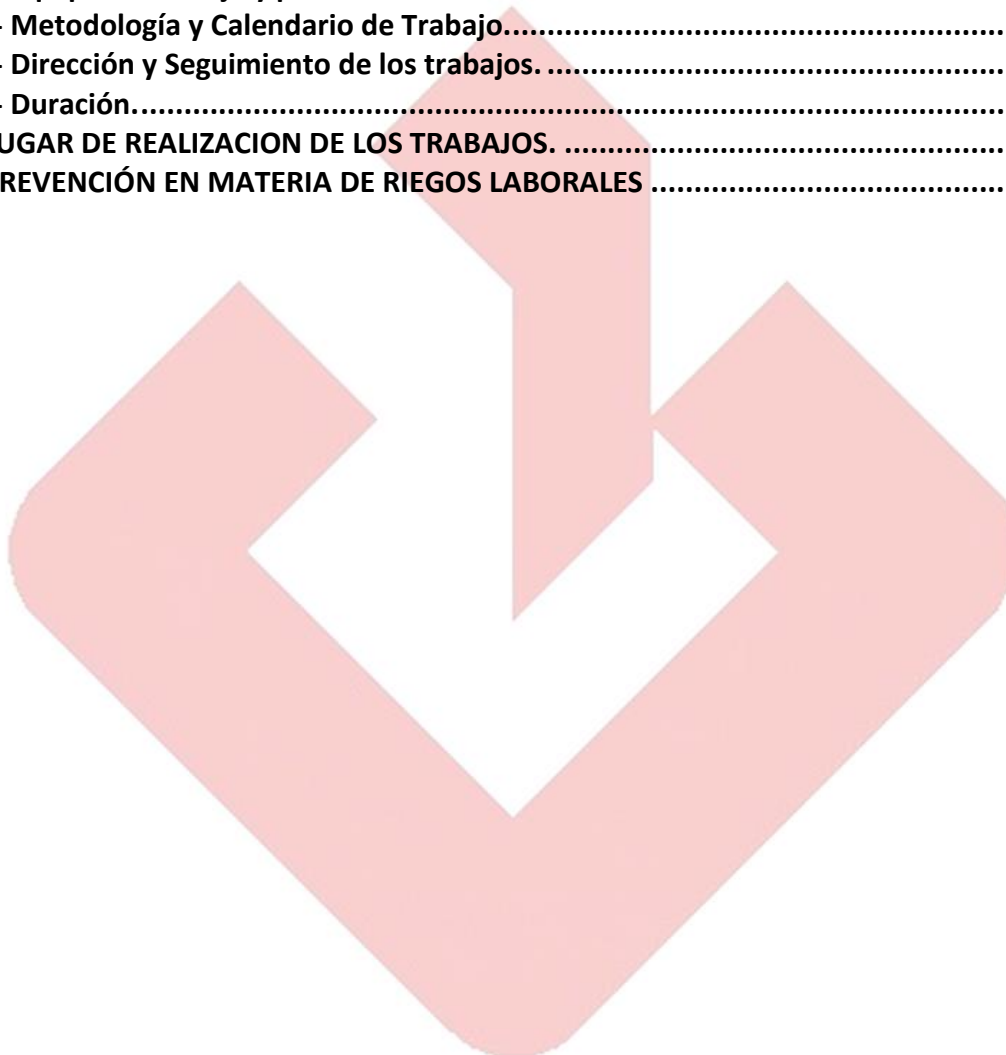 - Metodología y Calendario de Trabajo.............................................................
- Dirección y Seguimiento de los trabajos. .........................................................
- Duración.........................................................................................................
UGAR DE REALIZACION DE LOS TRABAJOS. .......................................................
REVENCIÓN EN MATERIA DE RIEGOS LABORALES .............................................